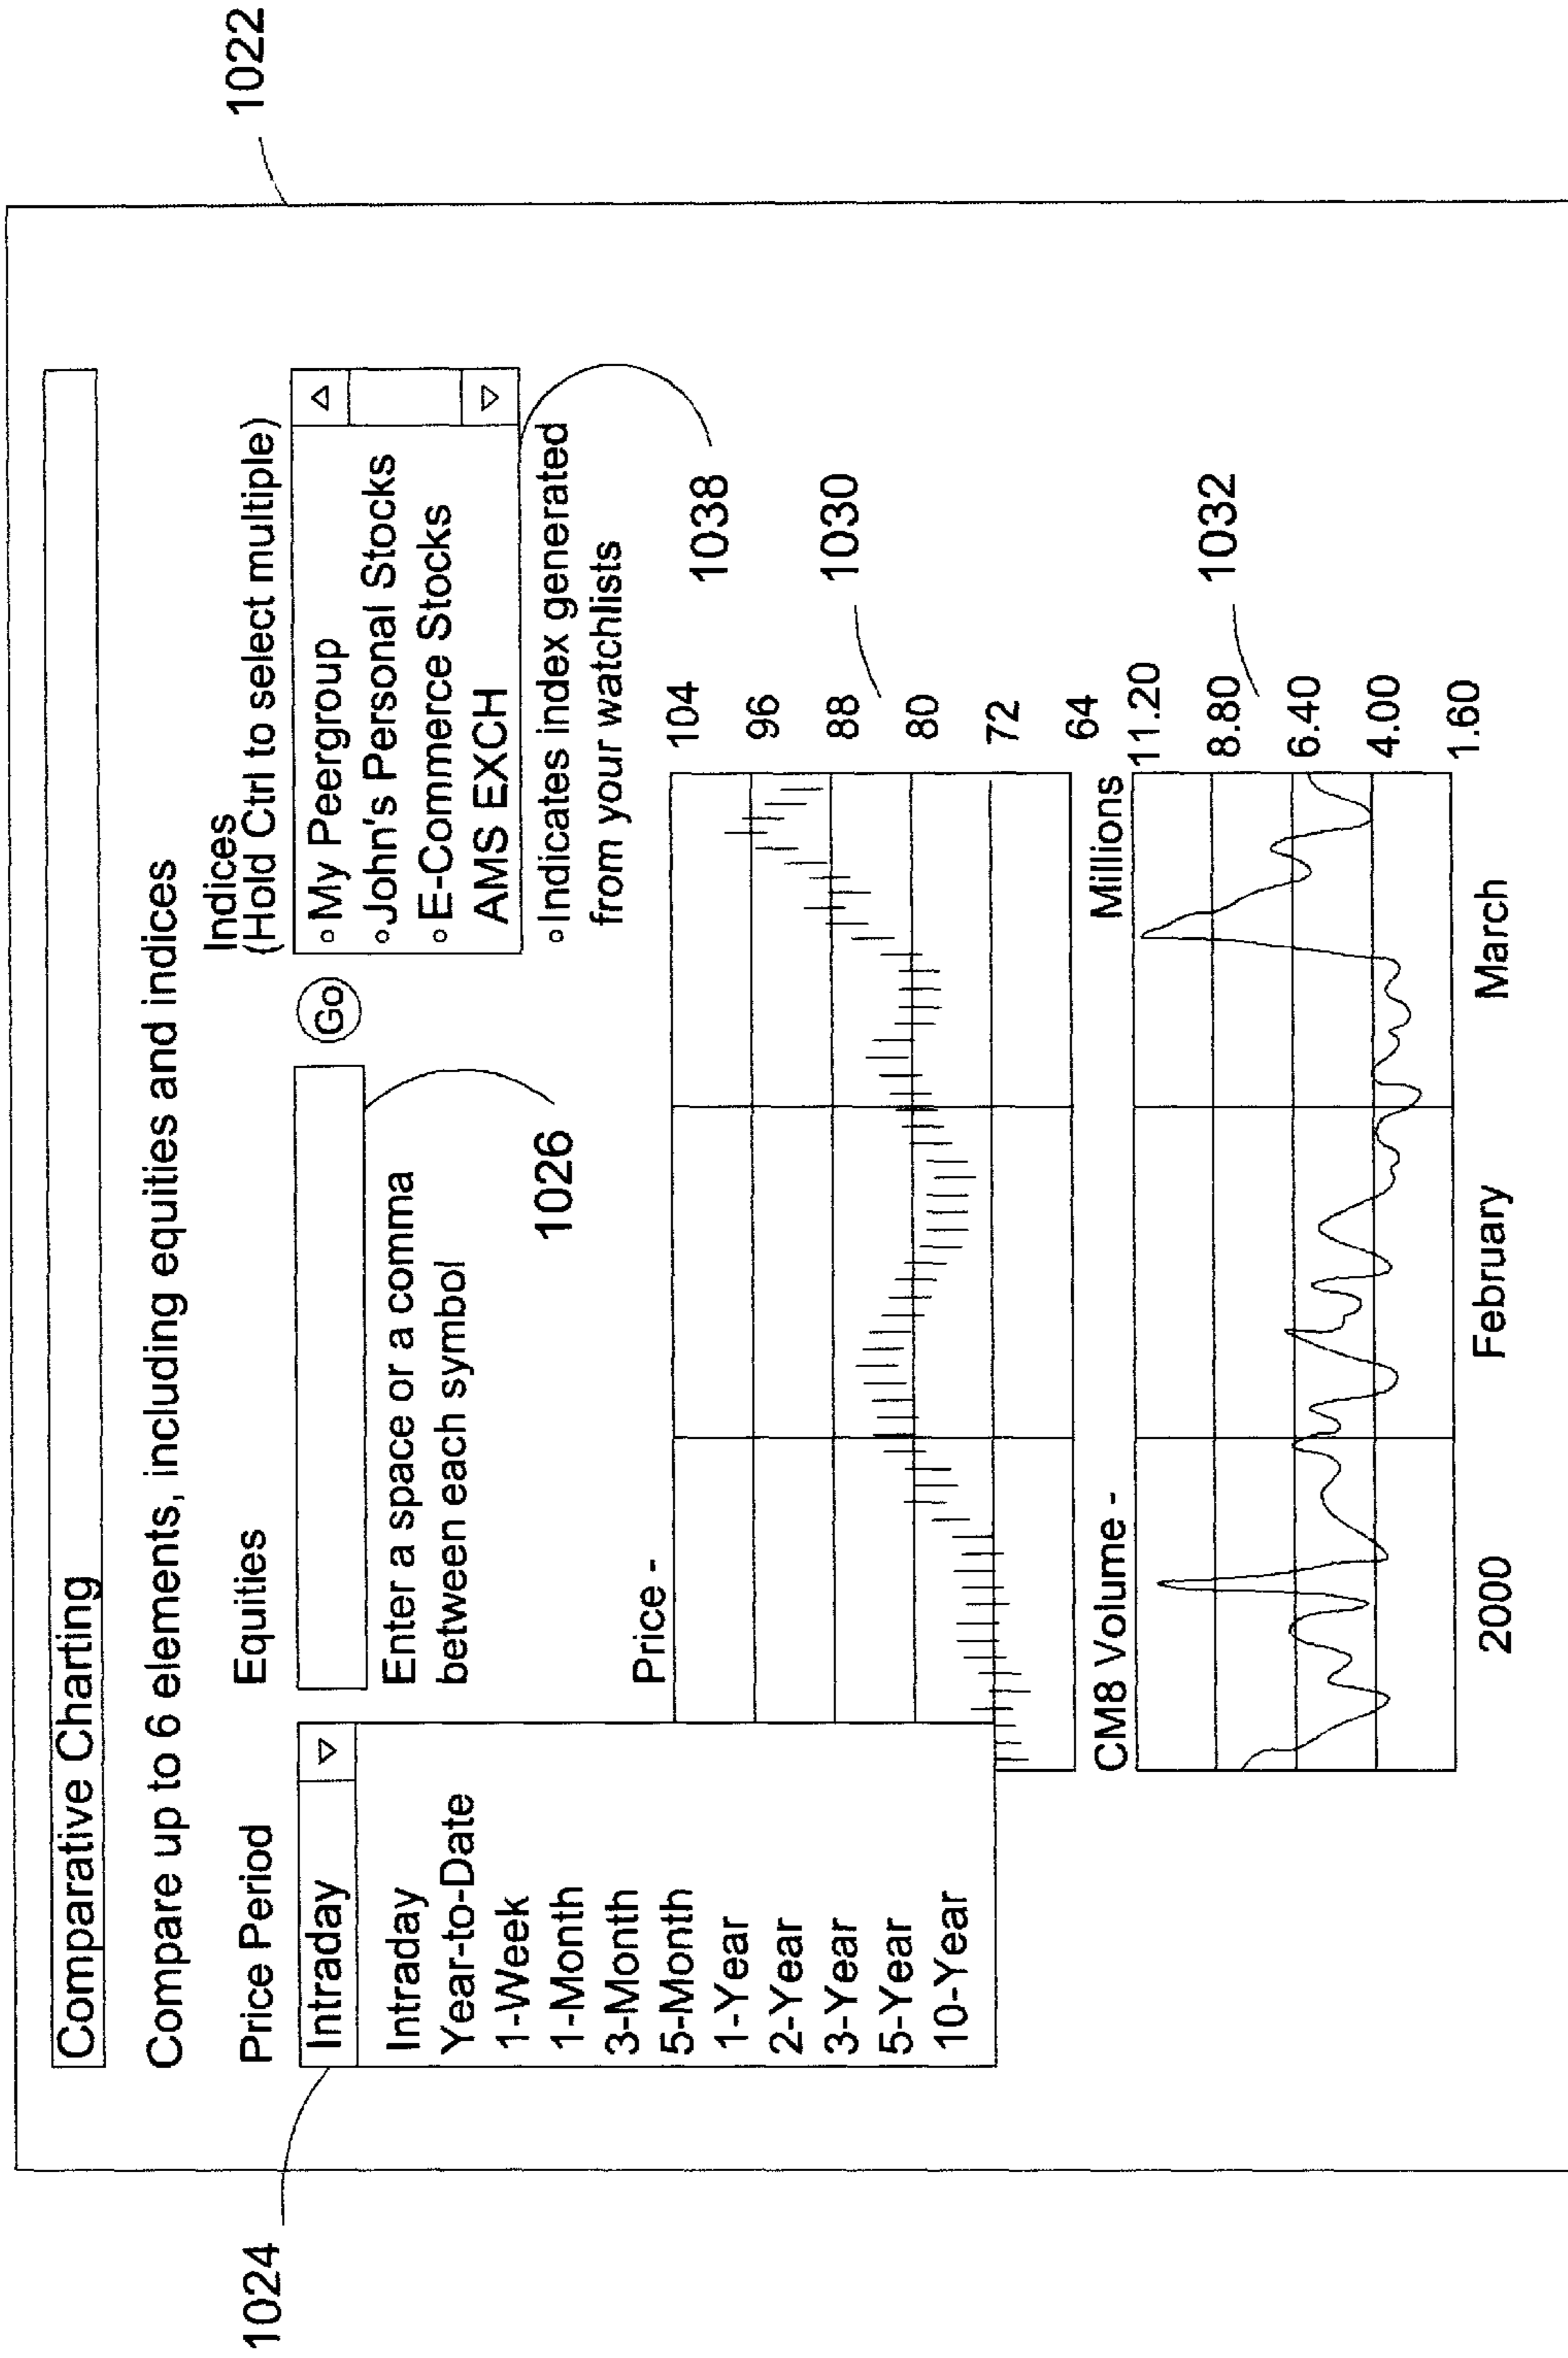 1022
Comparative Charting
Compare up to 6 elements, including equities and indices
Price Period
Equities
Indices
(Hold Ctrl to select multiple)
1024
Intraday
Go
Intraday
Year-to-Date
1-Week
1-Month
3-Month
5-Month
1-Year
2-Year
3-Year
5-Year
10-Year
Enter a space or a comma
between each symbol
1026
◦ My Peergroup
◦ John's Personal Stocks
◦ E-Commerce Stocks
AMS EXCH
◦ Indicates index generated
from your watchlists
1038
Price -
104
96
88
80
72
64
1030
CM8 Volume -
Millions
11.20
8.80
6.40
4.00
1.60
1032
2000
February
March